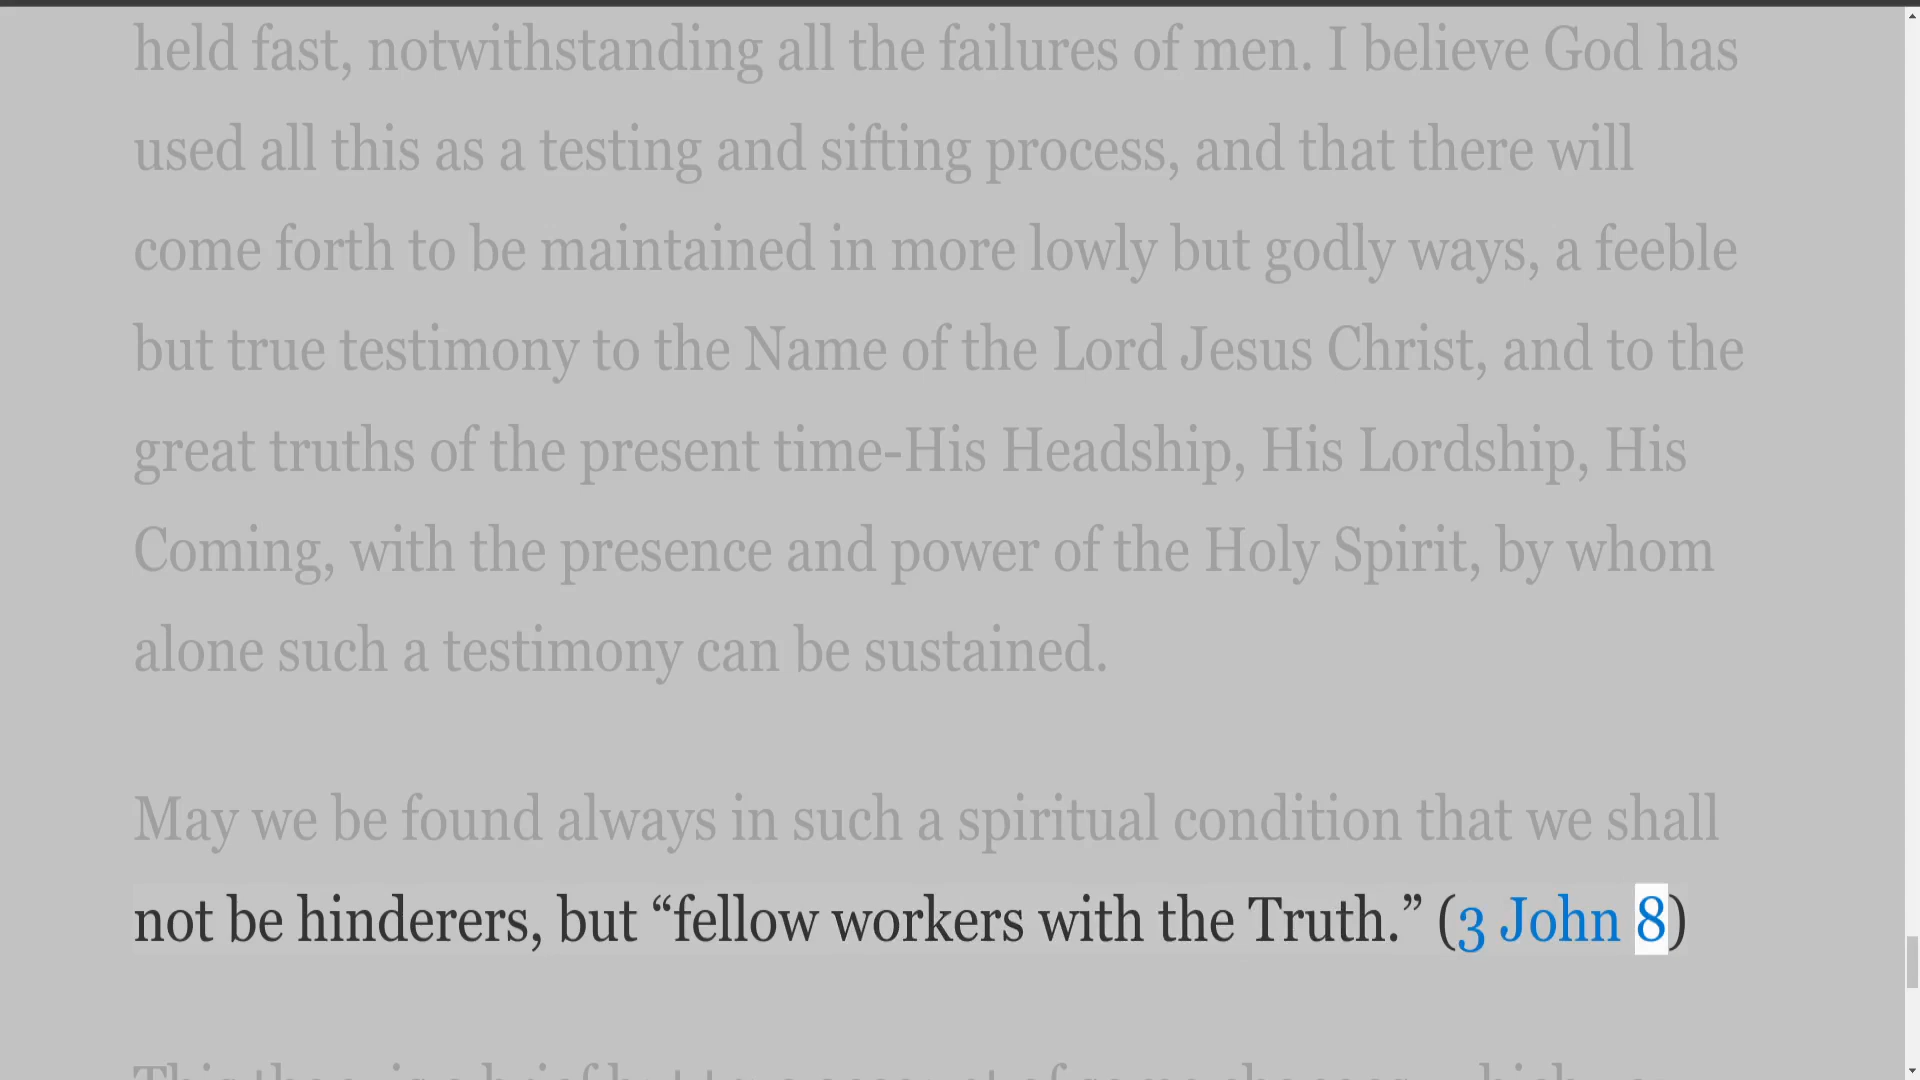 held fast, notwithstanding all the failures of men. I believe God has
used all this as a testing and sifting process, and that there will
come forth to be maintained in more lowly but godly ways, a feeble
but true testimony to the Name of the Lord Jesus Christ, and to the
great truths of the present time-His Headship, His Lordship, His
Coming, with the presence and power of the Holy Spirit, by whom
alone such a testimony can be sustained.
May we be found always in such a spiritual condition that we shall
not be hinderers, but “fellow workers with the Truth.” (3 John 8)